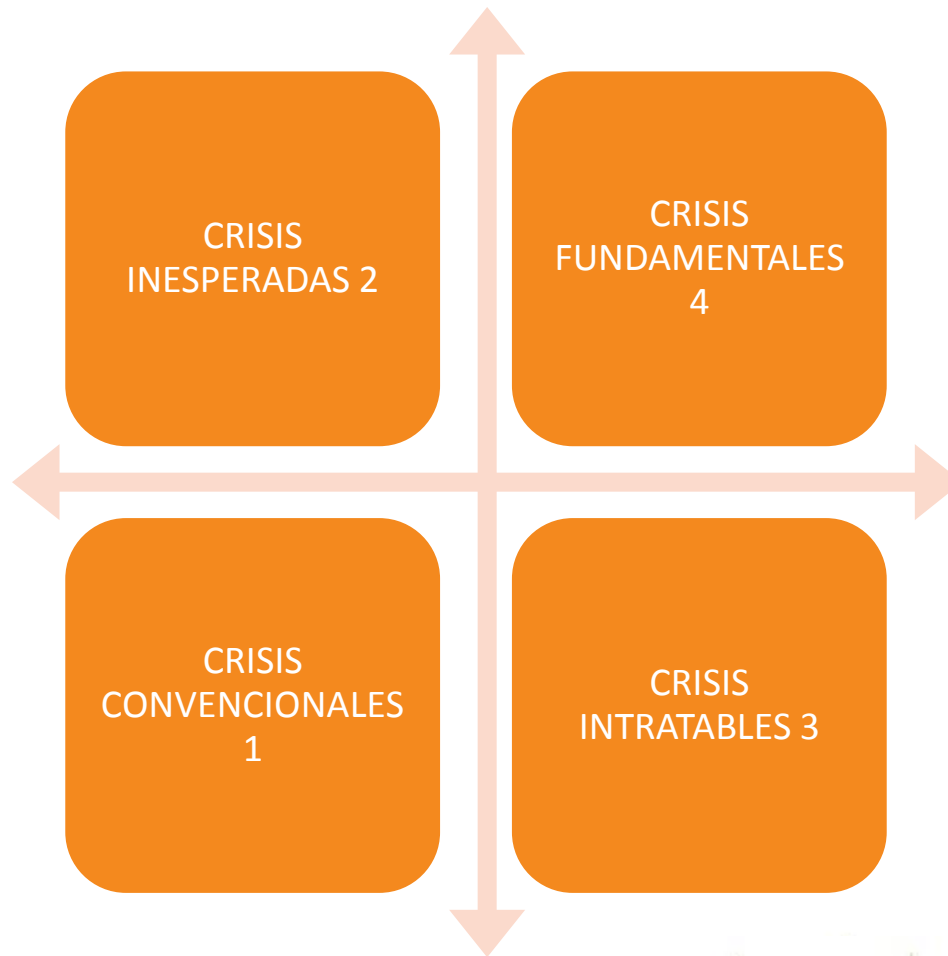 CRISIS
INESPERADAS 2
CRISIS
FUNDAMENTALES
4
CRISIS
CONVENCIONALES
1
CRISIS
INTRATABLES 3